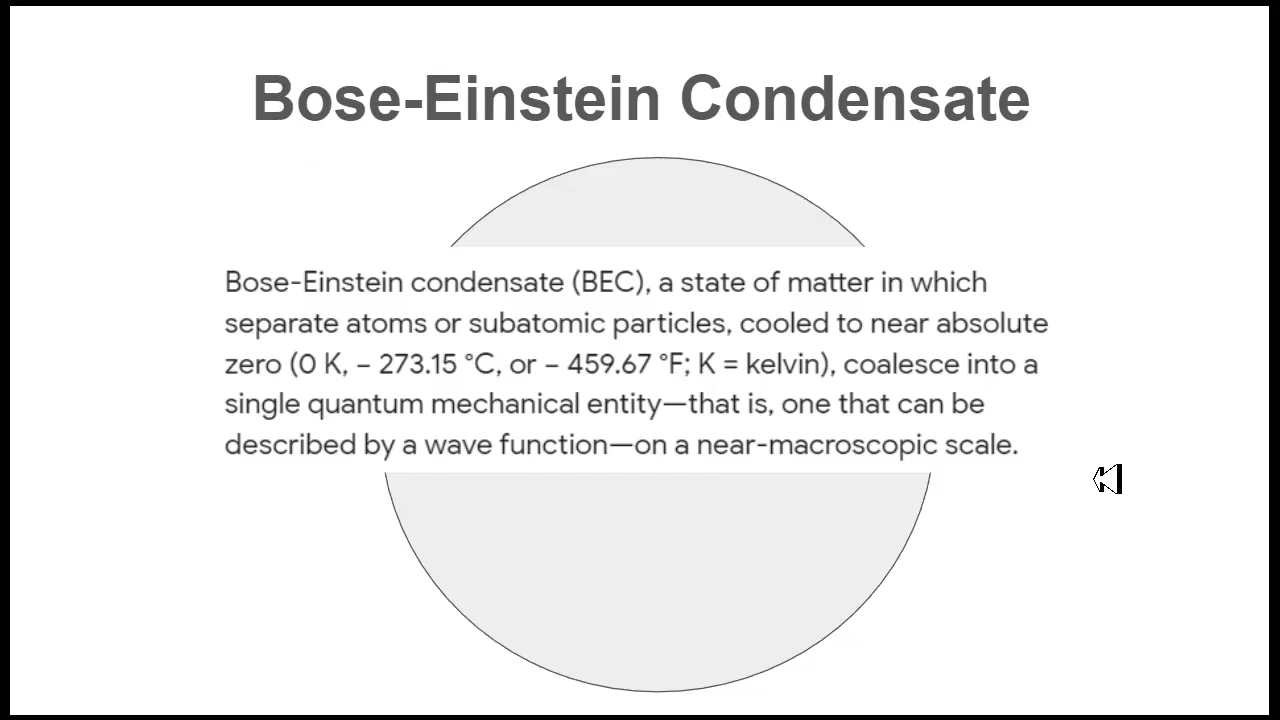 Bose-Einstein Condensate
Bose-Einstein condensate (BEC), a state of matter in which
separate atoms or subatomic particles, cooled to near absolute
zero (0 K, – 273.15 °C, or – 459.67 °F; K = kelvin), coalesce into a
single quantum mechanical entity—that is, one that can be
described by a wave function—on a near-macroscopic scale.